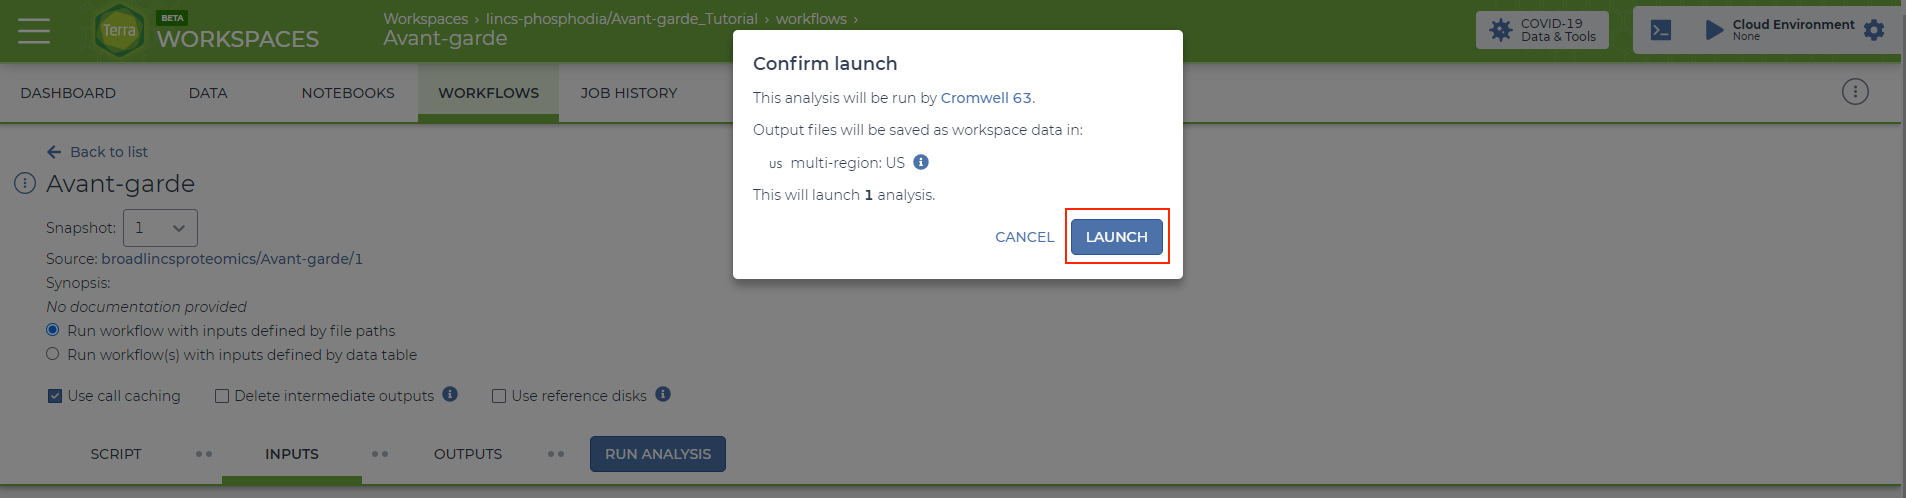 Terra
BETA
WORKSPACES
Workspaces › lincs-phosphodia/Avant-garde_Tutorial › workflows ›
Avant-garde
COVID-19
Data & Tools
Cloud Environment
None
DASHBOARD
DATA
NOTEBOOKS
WORKFLOWS
JOB HISTORY
Confirm launch
This analysis will be run by Cromwell 63.
Output files will be saved as workspace data in:
US multi-region: US
This will launch 1 analysis.
CANCEL
LAUNCH
Back to list
Avant-garde
Snapshot: 1
Source: broadlincsproteomics/Avant-garde/1
Synopsis:
No documentation provided
Run workflow with inputs defined by file paths
Run workflow(s) with inputs defined by data table
Use call caching
Delete intermediate outputs
Use reference disks
SCRIPT
INPUTS
OUTPUTS
RUN ANALYSIS